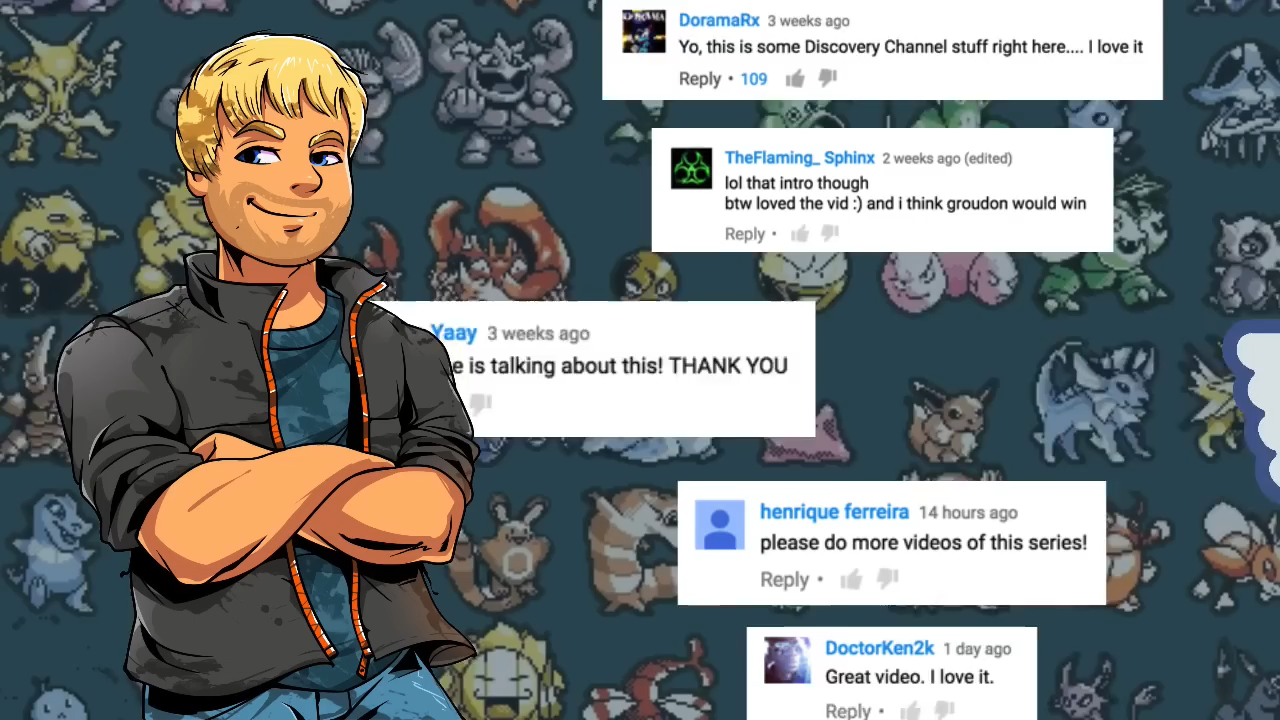 DoramaRx 3 weeks ago
Yo, this is some Discovery Channel stuff right here.... I love it
Reply • 109
TheFlaming_ Sphinx 2 weeks ago (edited)
lol that intro though
btw loved the vid :) and i think groudon would win
Reply •
Yaay 3 weeks ago
e is talking about this! THANK YOU
henrique ferreira 14 hours ago
please do more videos of this series!
Reply •
DoctorKen2k 1 day ago
Great video. I love it.
Reply •